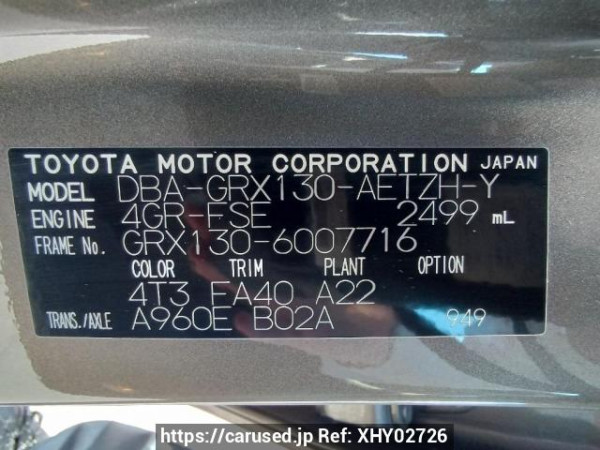 TOYOTA MOTOR CORPORATION JAPAN
MODEL DBA-GRX130-AETZH-Y
ENGINE 4GR-FSE 2499 mL
FRAME No. GRX130-6007716
COLOR TRIM PLANT OPTION
4T3 FA40 A22
TRANS./AXLE A960E B02A 949
https://carused.jp Ref: XHY02726